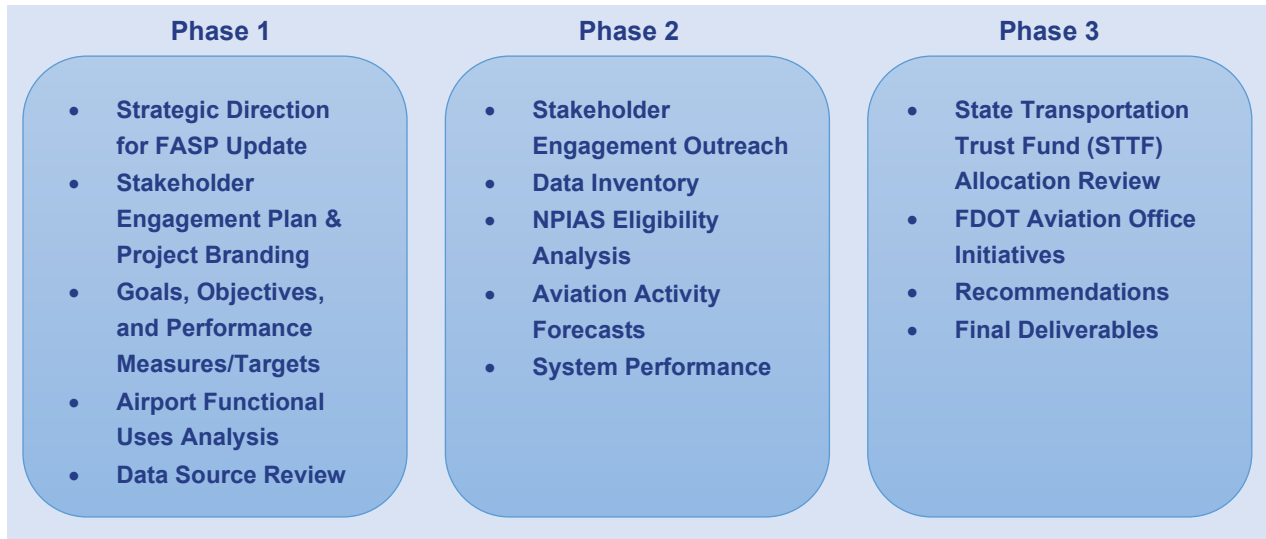 Phase 1
• Strategic Direction
for FASP Update
• Stakeholder
Engagement Plan &
Project Branding
• Goals, Objectives,
and Performance
Measures/Targets
• Airport Functional
Uses Analysis
• Data Source Review
Phase 2
• Stakeholder
Engagement Outreach
• Data Inventory
• NPIAS Eligibility
Analysis
• Aviation Activity
Forecasts
• System Performance
Phase 3
• State Transportation
Trust Fund (STTF)
Allocation Review
• FDOT Aviation Office
Initiatives
• Recommendations
• Final Deliverables